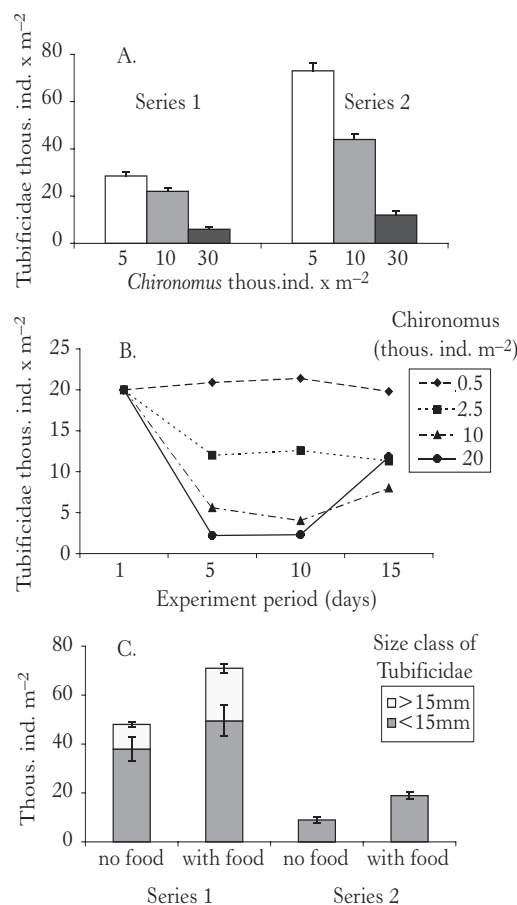 Tubificidae thous. ind. x m⁻²
A.
80
60
40
20
0
Series 1
Series 2
5 10 30 5 10 30
Chironomus thous.ind. x m⁻²
Tubificidae thous. ind. x m⁻²
B.
25
20
15
10
5
0
1 5 10 15
Experiment period (days)
Chironomus
(thous. ind. m⁻²)
0.5
2.5
10
20
Thous. ind. m⁻²
C.
80
60
40
20
0
Size class of
Tubificidae
>15mm
<15mm
no food with food no food with food
Series 1 Series 2